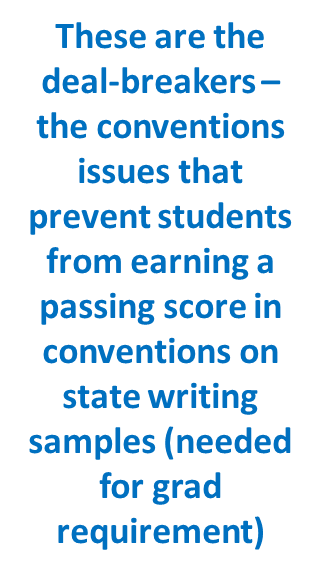 These are the
deal-breakers –
the conventions
issues that
prevent students
from earning a
passing score in
conventions on
state writing
samples (needed
for grad
requirement)